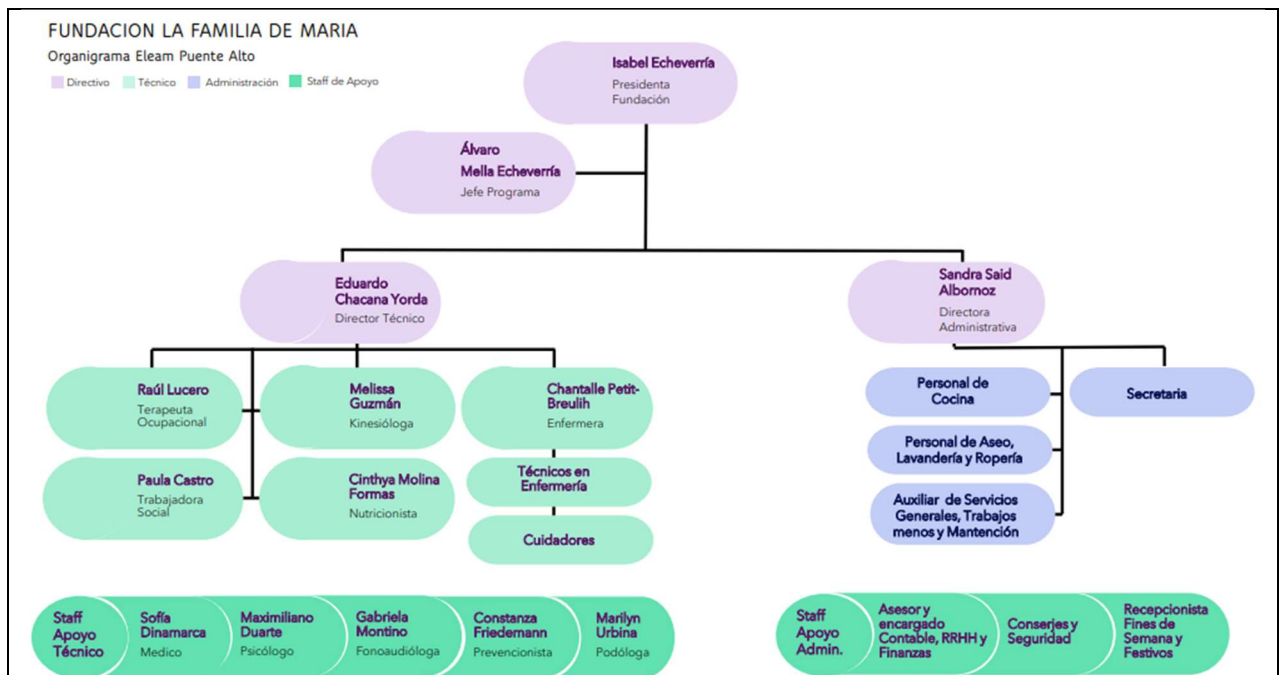 FUNDACION LA FAMILIA DE MARIA
Organigrama Eleam Puente Alto
Directivo Técnico Administración Staff de Apoyo
Isabel Echeverría
Presidenta
Fundación
Álvaro
Mella Echeverría
Jefe Programa
Eduardo
Chacana Yorda
Director Técnico
Sandra Said
Albornoz
Directora
Administrativa
Raúl Lucero
Terapeuta
Ocupacional
Melissa
Guzmán
Kinesióloga
Chantalle Petit-
Breulih
Enfermera
Paula Castro
Trabajadora
Social
Cinthya Molina
Formas
Nutricionista
Técnicos en
Enfermería
Cuidadores
Personal de
Cocina
Secretaria
Personal de Aseo,
Lavandería y Ropería
Auxiliar de Servicios
Generales, Trabajos
menos y Mantención
Staff
Apoyo
Técnico
Sofía
Dinamarca
Medico
Maximiliano
Duarte
Psicólogo
Gabriela
Montino
Fonoaudióloga
Constanza
Friedemann
Prevencionista
Marilyn
Urbina
Podóloga
Staff
Apoyo
Admin.
Asesor y
encargado
Contable, RRHH y
Finanzas
Conserjes y
Seguridad
Recepcionista
Fines de
Semana y
Festivos